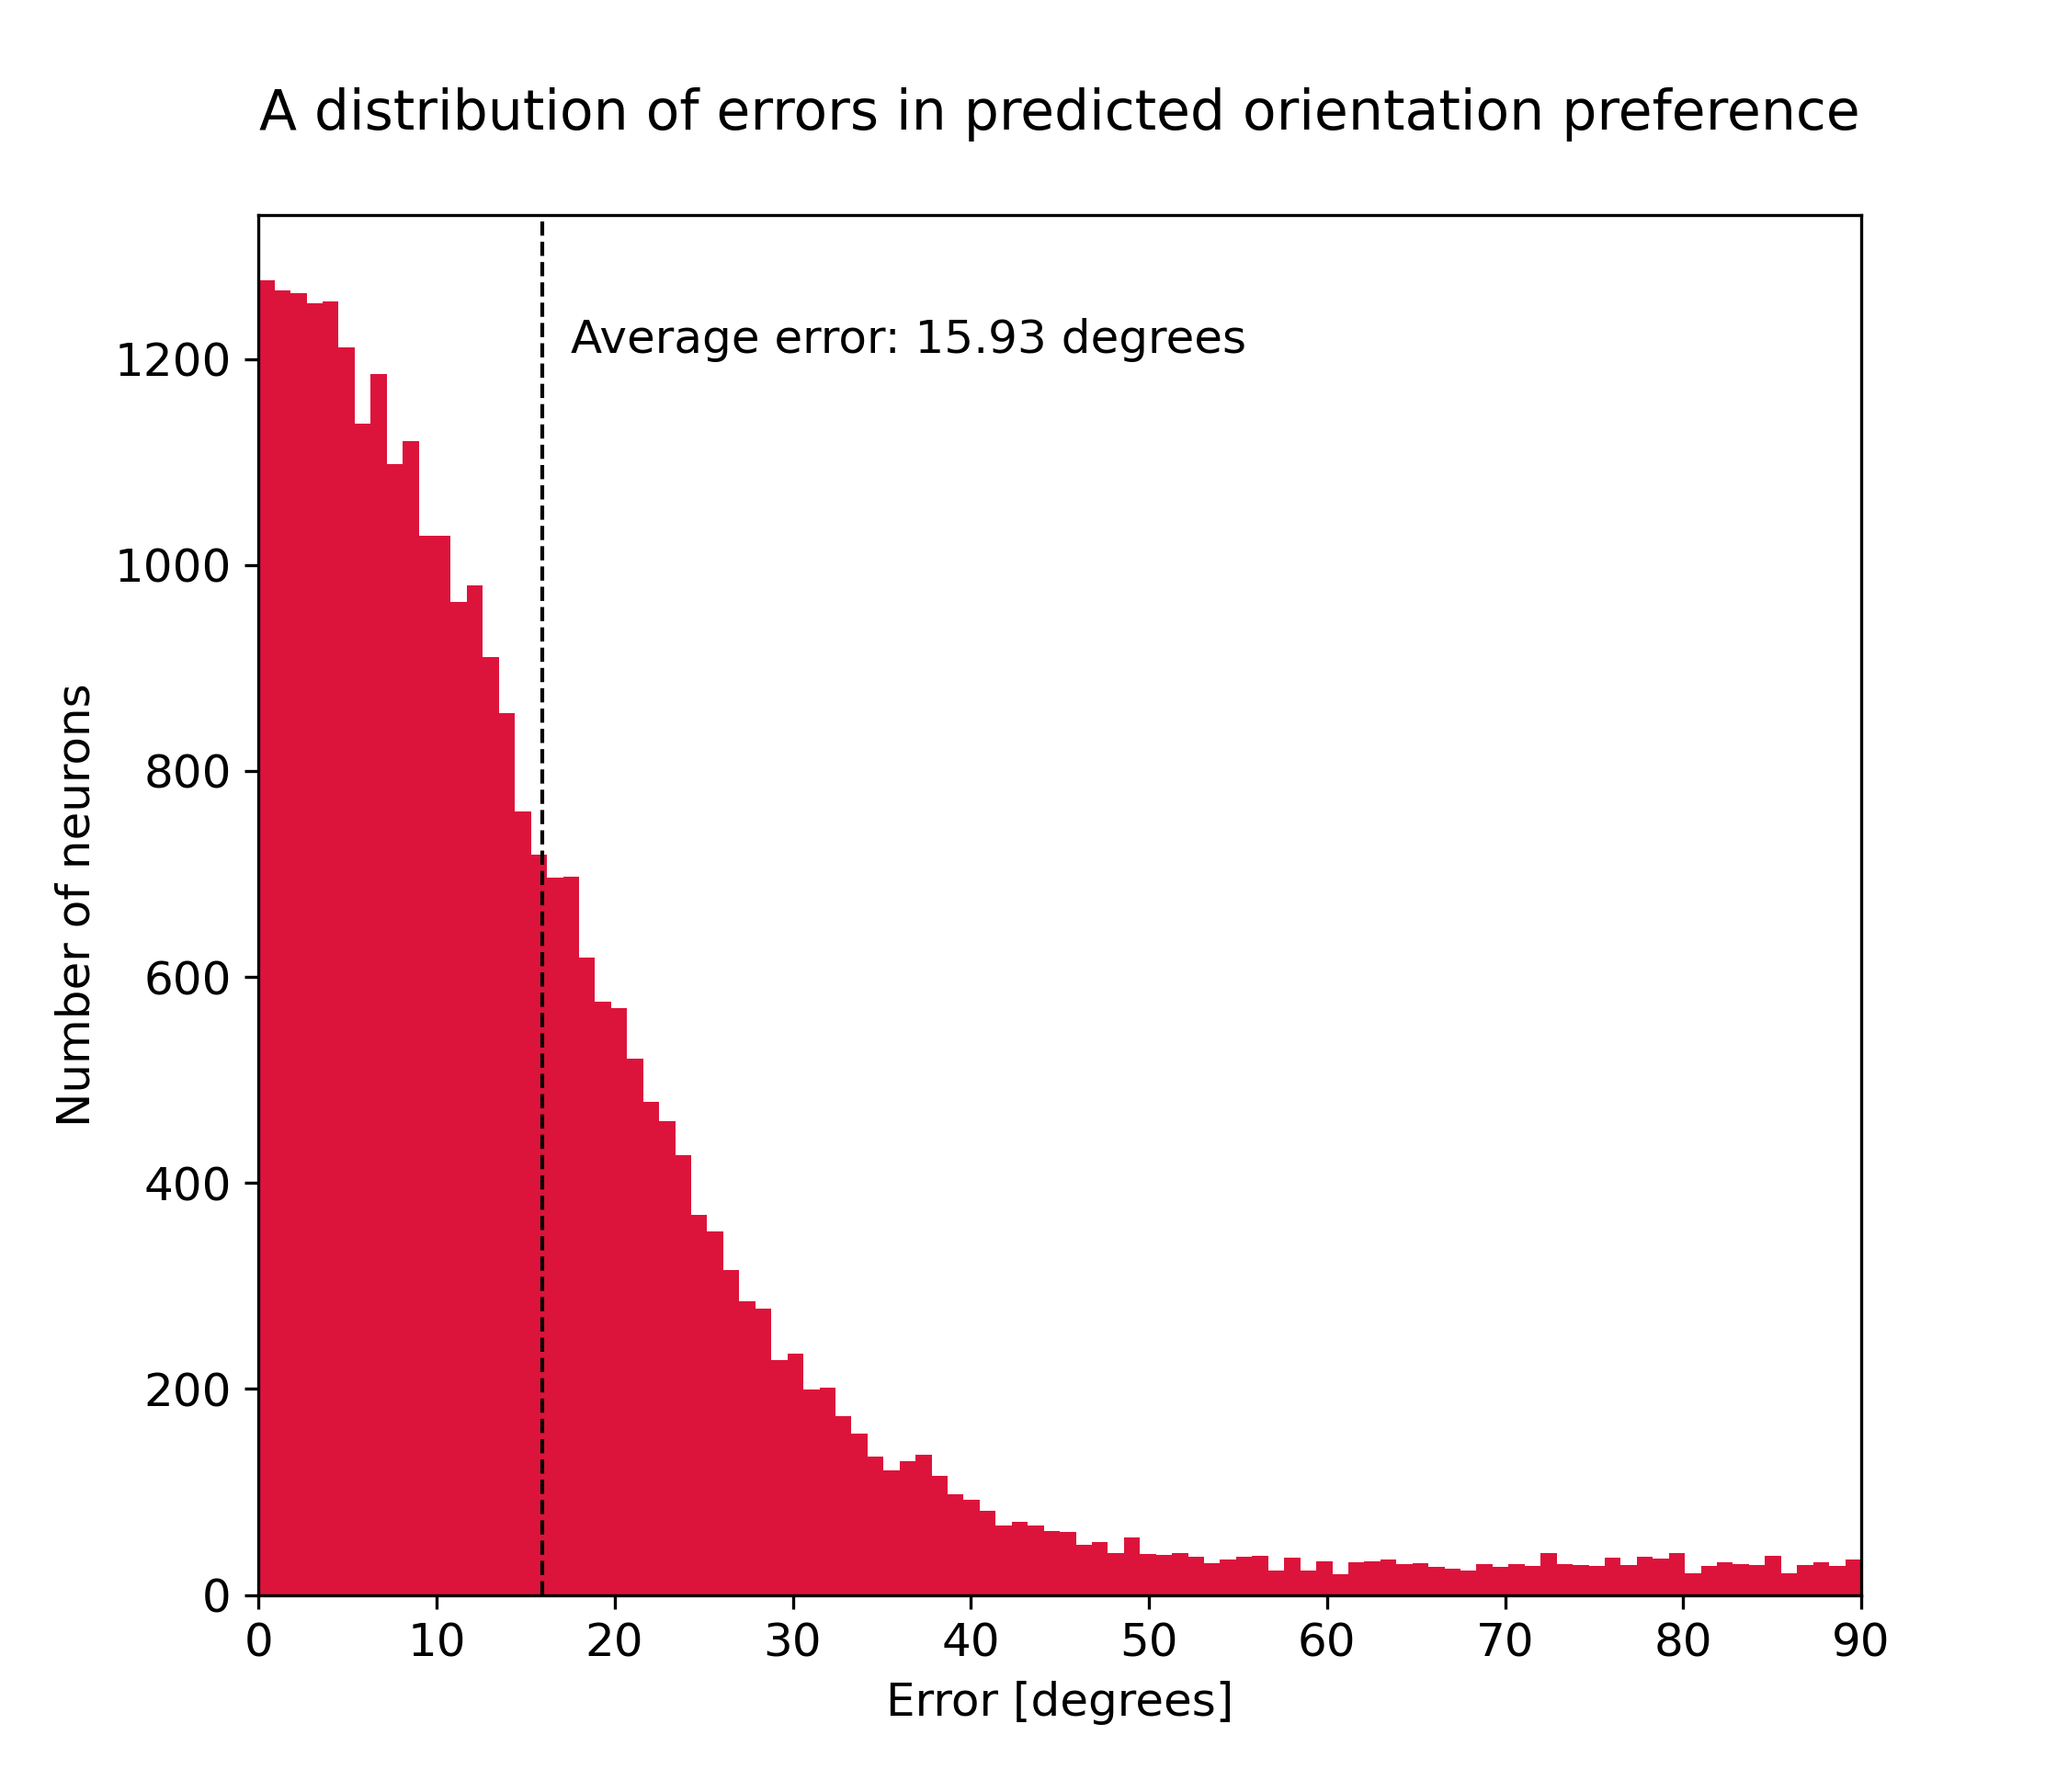 A distribution of errors in predicted orientation preference
Average error: 15.93 degrees
Number of neurons
1200
1000
800
600
400
200
0
0 10 20 30 40 50 60 70 80 90
Error [degrees]